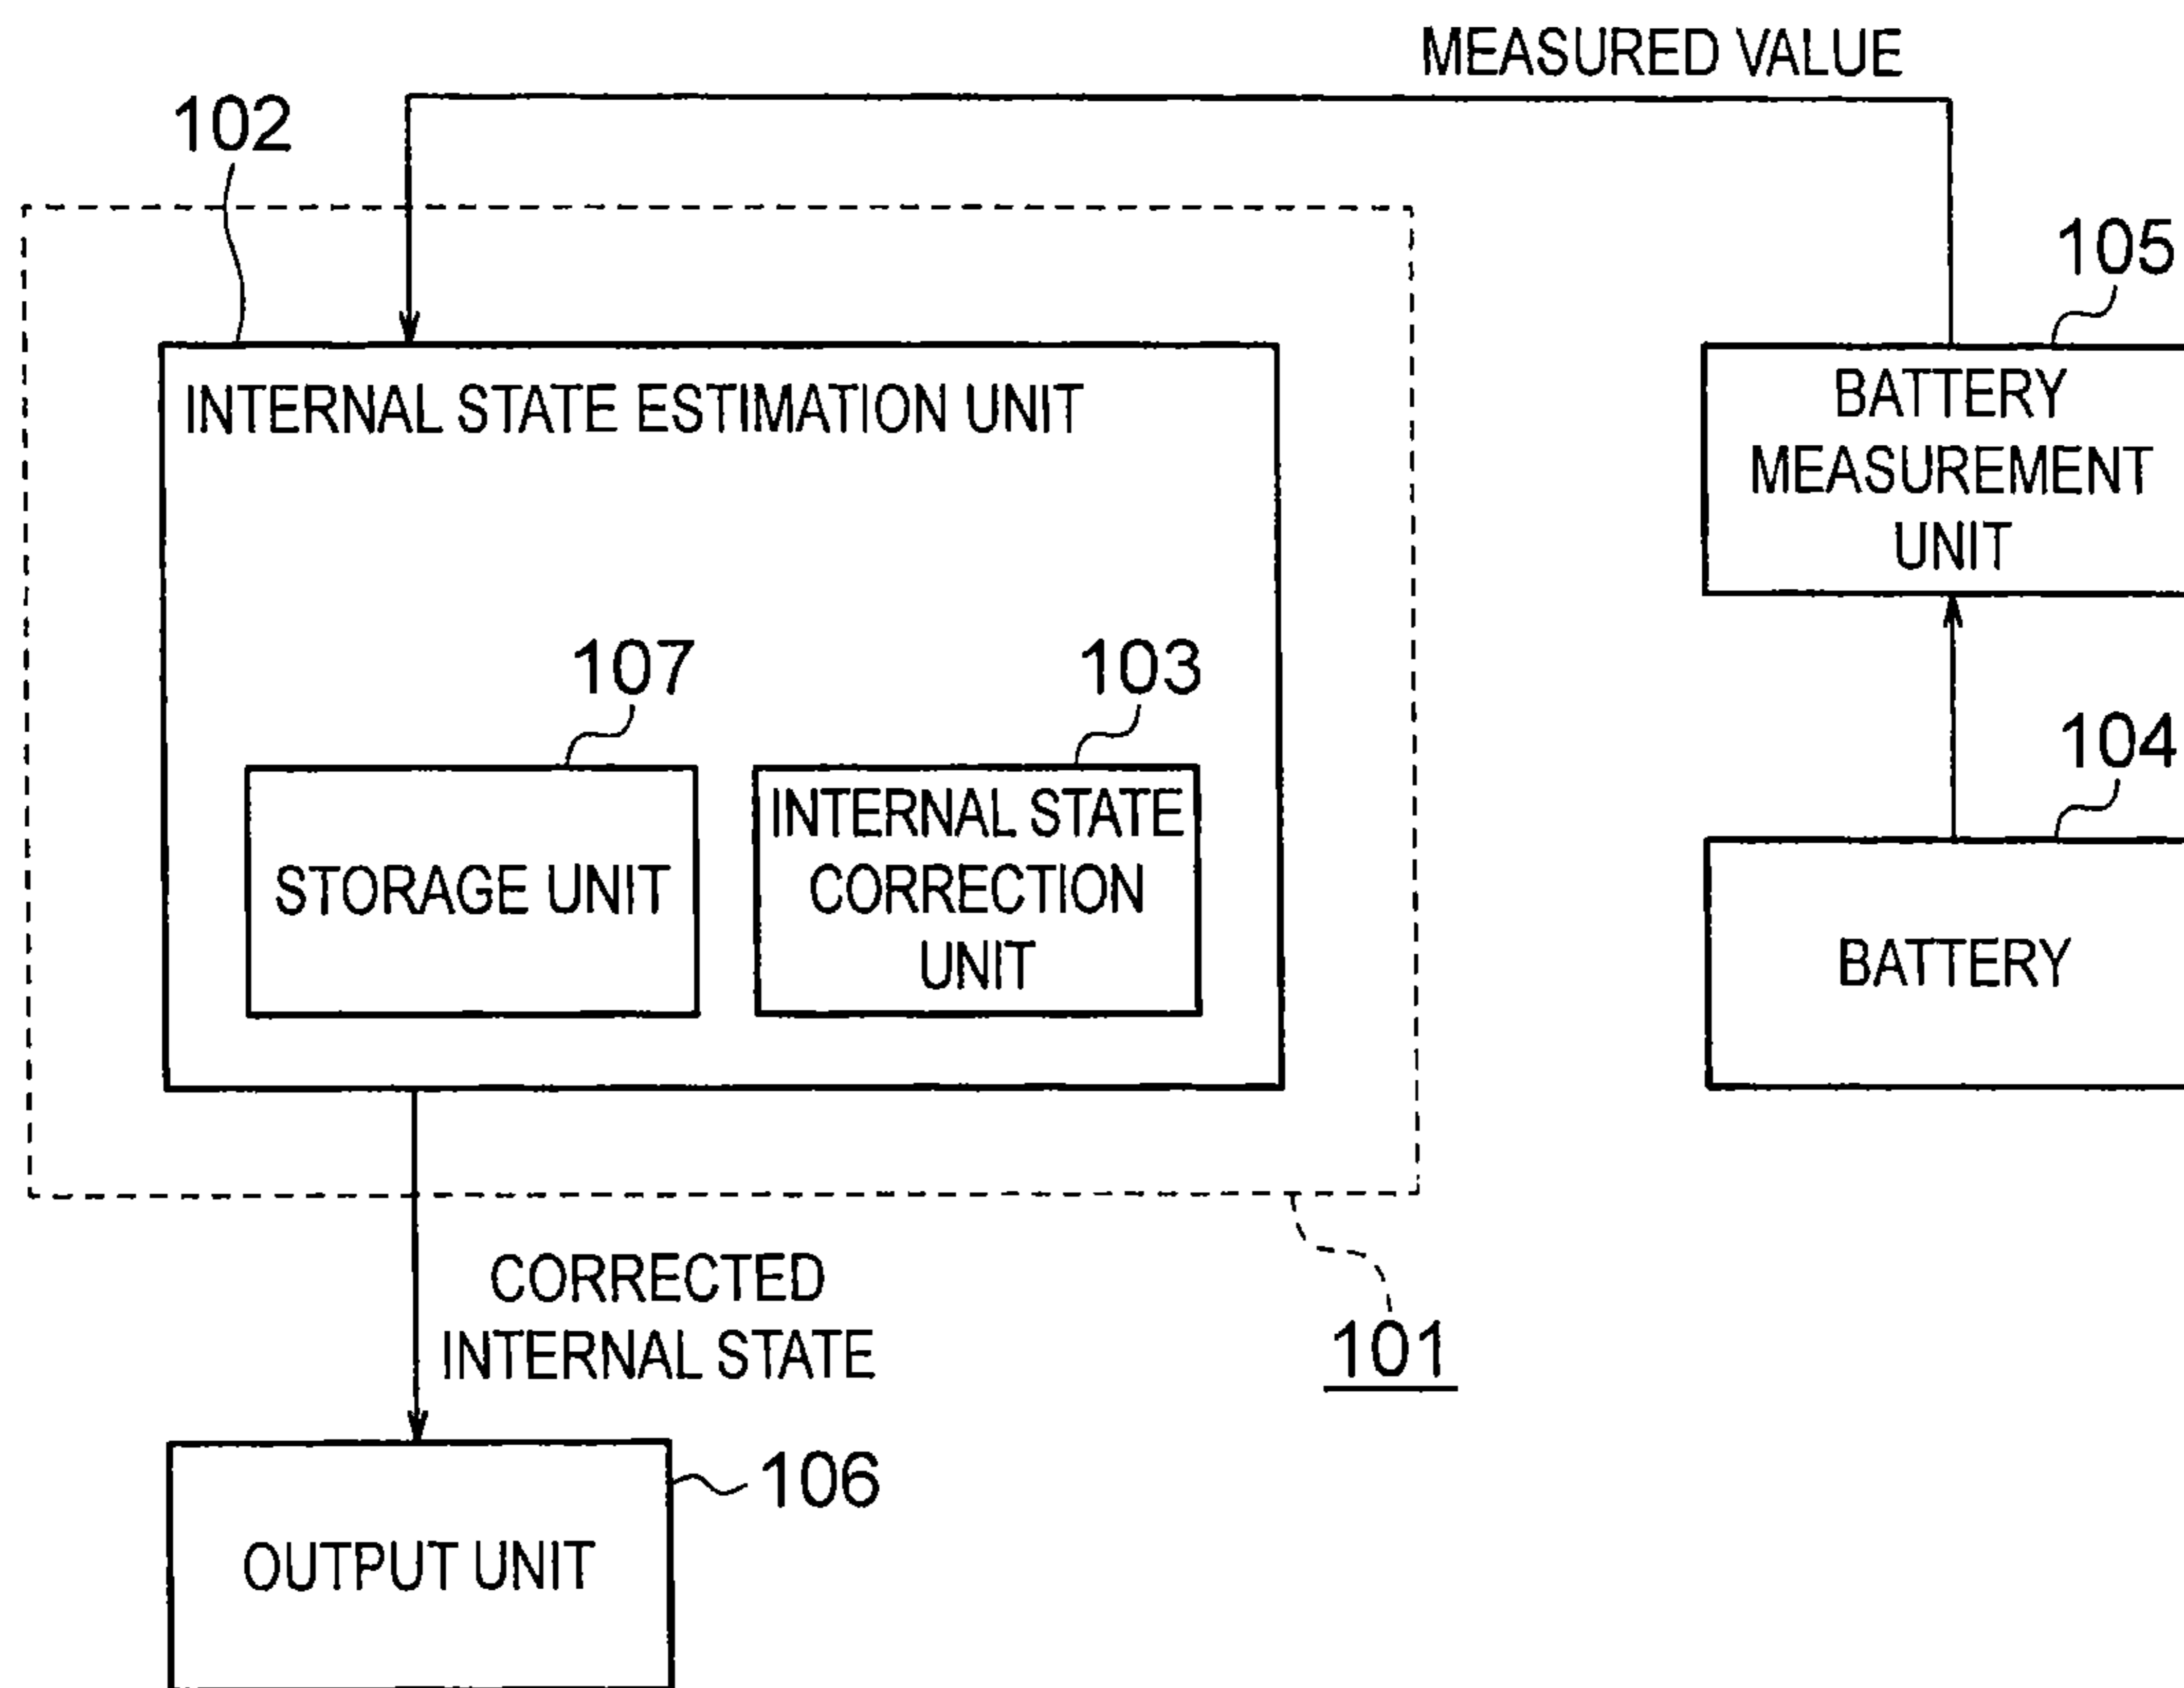 MEASURED VALUE
102
105
INTERNAL STATE ESTIMATION UNIT
BATTERY
MEASUREMENT
UNIT
107
103
104
STORAGE UNIT
INTERNAL STATE
CORRECTION
UNIT
BATTERY
CORRECTED
INTERNAL STATE
101
106
OUTPUT UNIT